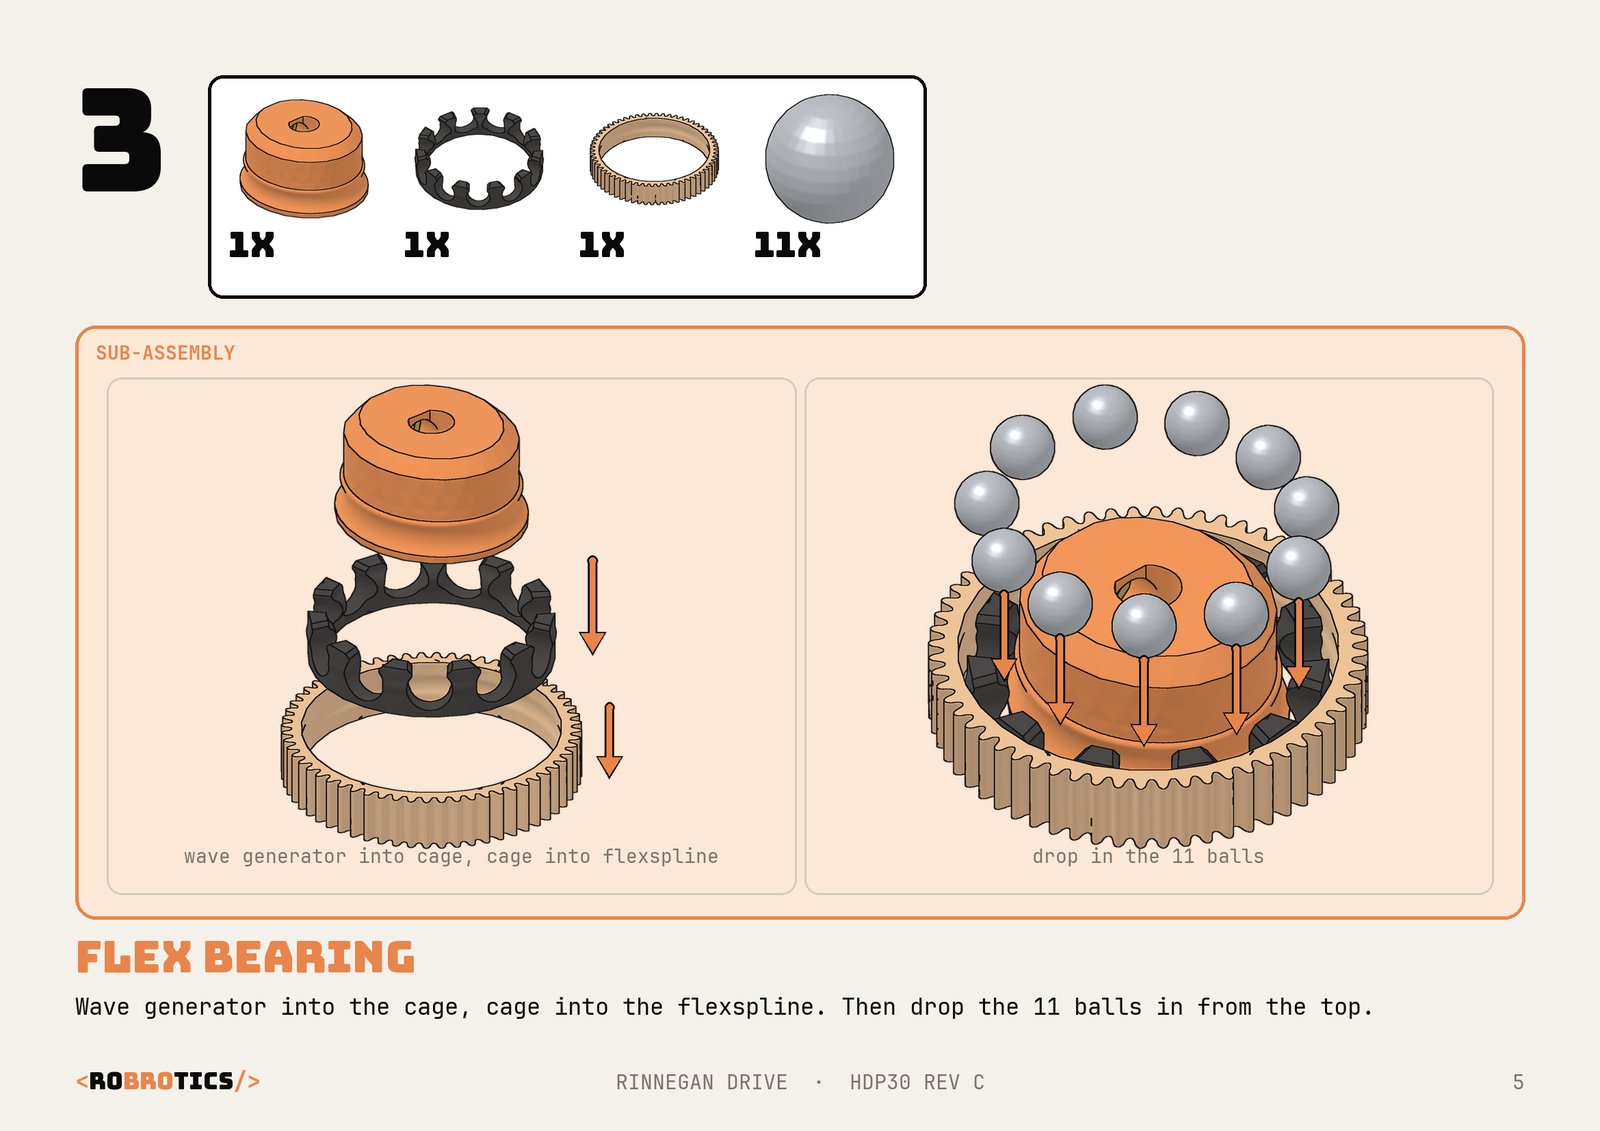 3
1X 1X 1X 11X
SUB-ASSEMBLY
wave generator into cage, cage into flexspline
drop in the 11 balls
FLEX BEARING
Wave generator into the cage, cage into the flexspline. Then drop the 11 balls in from the top.
<ROBROTICS/> RINNEGAN DRIVE · HDP30 REV C 5